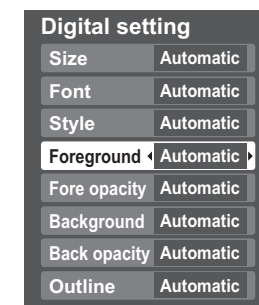 Digital setting
Size Automatic
Font Automatic
Style Automatic
Foreground Automatic
Fore opacity Automatic
Background Automatic
Back opacity Automatic
Outline Automatic